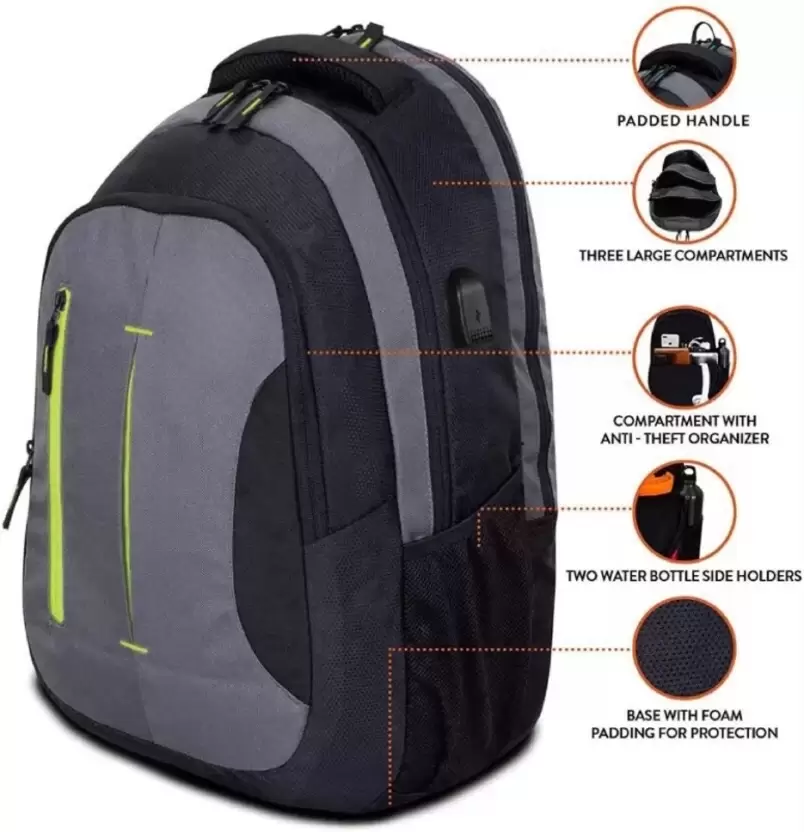 PADDED HANDLE
THREE LARGE COMPARTMENTS
COMPARTMENT WITH
ANTI - THEFT ORGANIZER
TWO WATER BOTTLE SIDE HOLDERS
BASE WITH FOAM
PADDING FOR PROTECTION